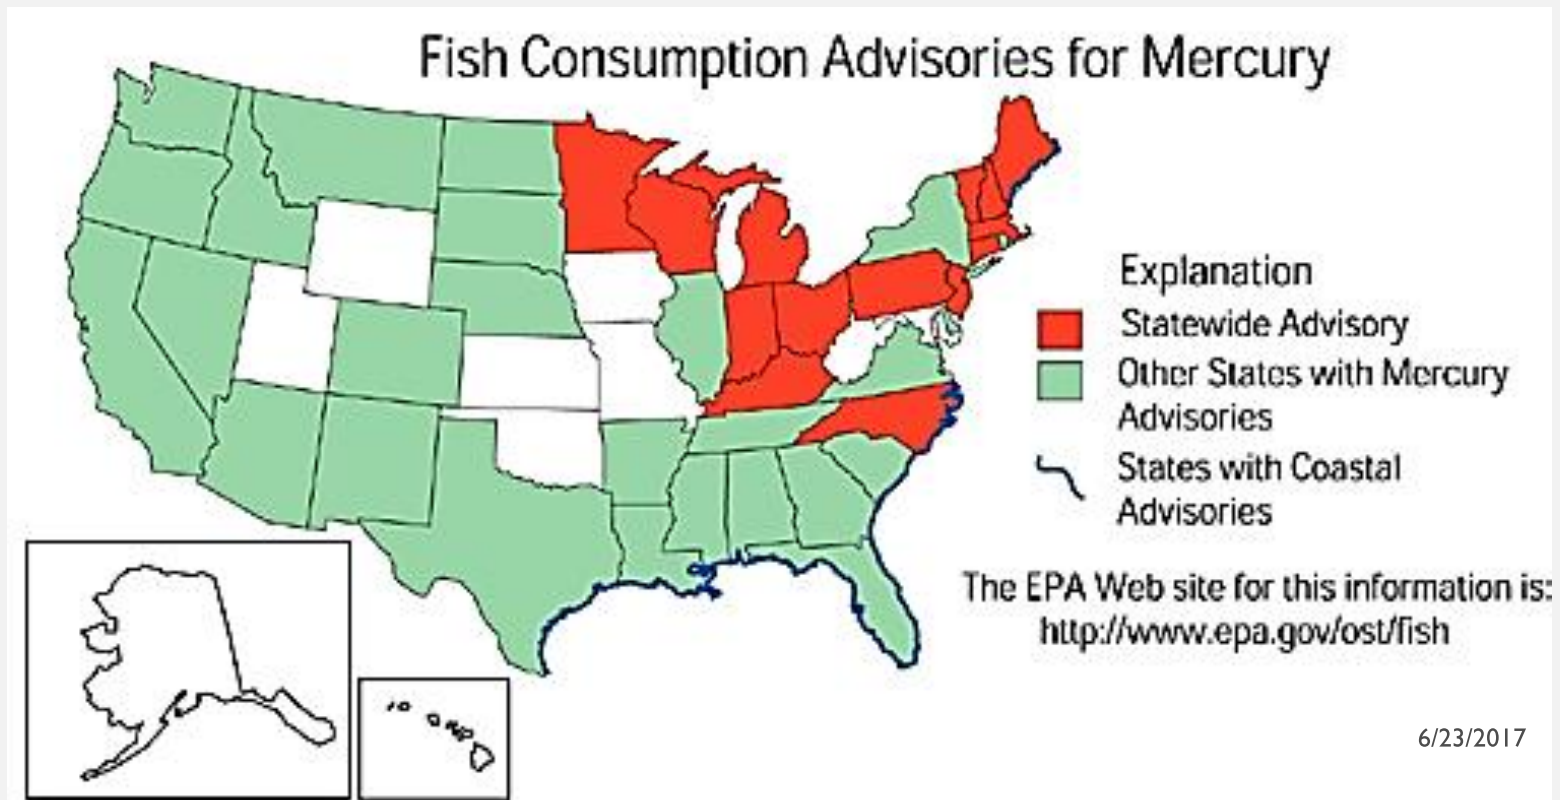 Fish Consumption Advisories for Mercury
Explanation
Statewide Advisory
Other States with Mercury
Advisories
States with Coastal
Advisories
The EPA Web site for this information is:
http://www.epa.gov/ost/fish
6/23/2017